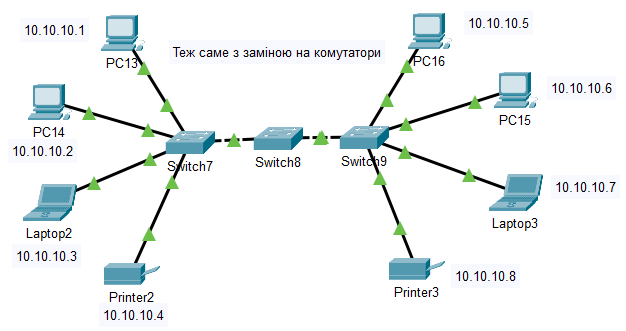 10.10.10.1
PC13
Теж саме з заміною на комутатори
10.10.10.5
PC16
10.10.10.6
PC15
PC14
10.10.10.2
Switch7
Switch8
Switch9
10.10.10.7
Laptop3
Laptop2
10.10.10.3
Printer2
10.10.10.4
10.10.10.8
Printer3